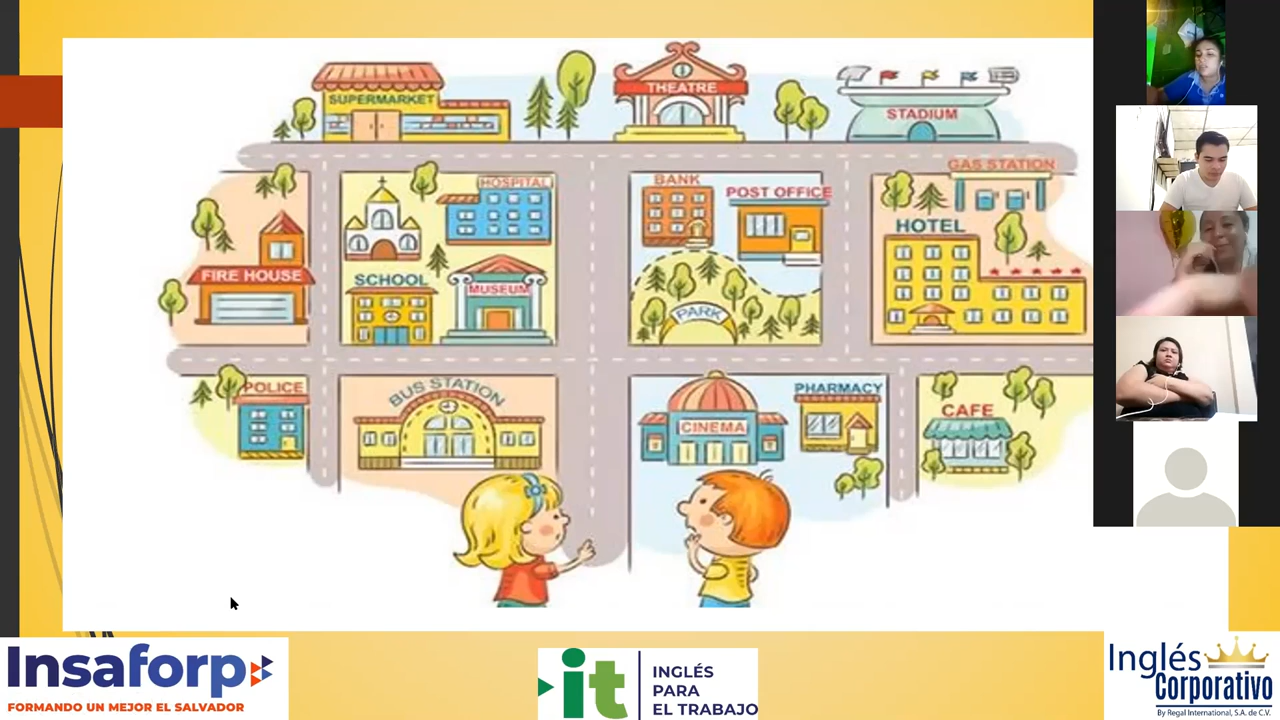 SUPERMARKET
THEATRE
STADIUM
GAS STATION
HOSPITAL
BANK
POST OFFICE
HOTEL
FIRE HOUSE
SCHOOL
MUSEUM
PARK
POLICE
BUS STATION
CINEMA
PHARMACY
CAFE
Insaforp
FORMANDO UN MEJOR EL SALVADOR
it
INGLÉS
PARA
EL TRABAJO
Inglés
Corporativo
By Regal International, S.A. de C.V.